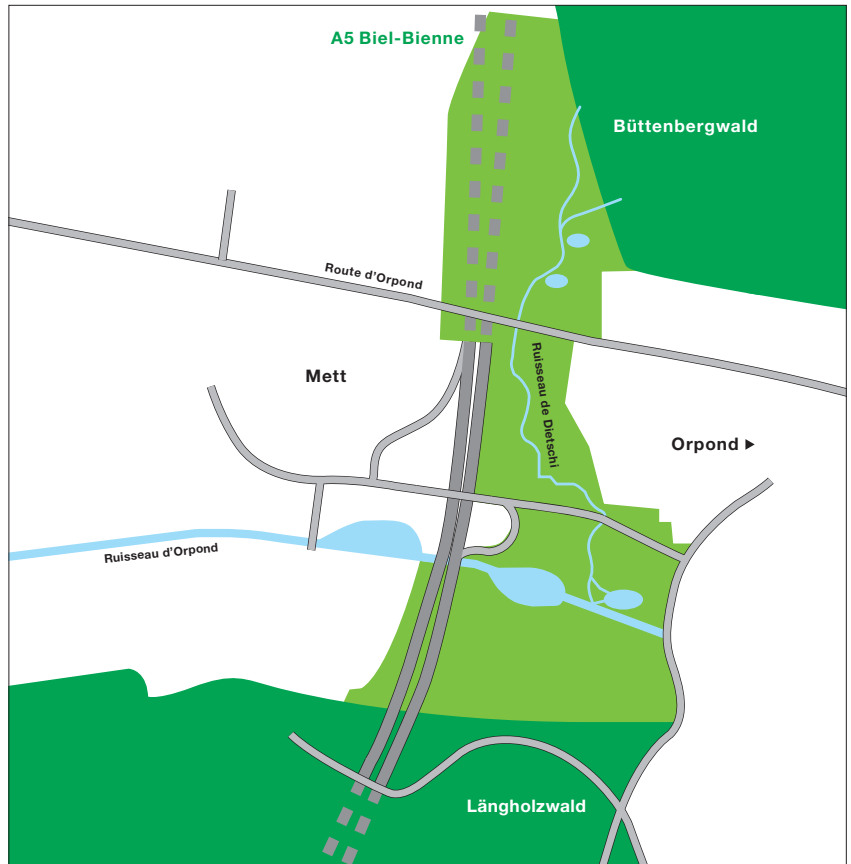 A5 Biel-Bienne
Büttenbergwald
Route d’Orpond
Mett
Ruisseau de Dietschi
Orpond ▶
Ruisseau d’Orpond
Längholzwald